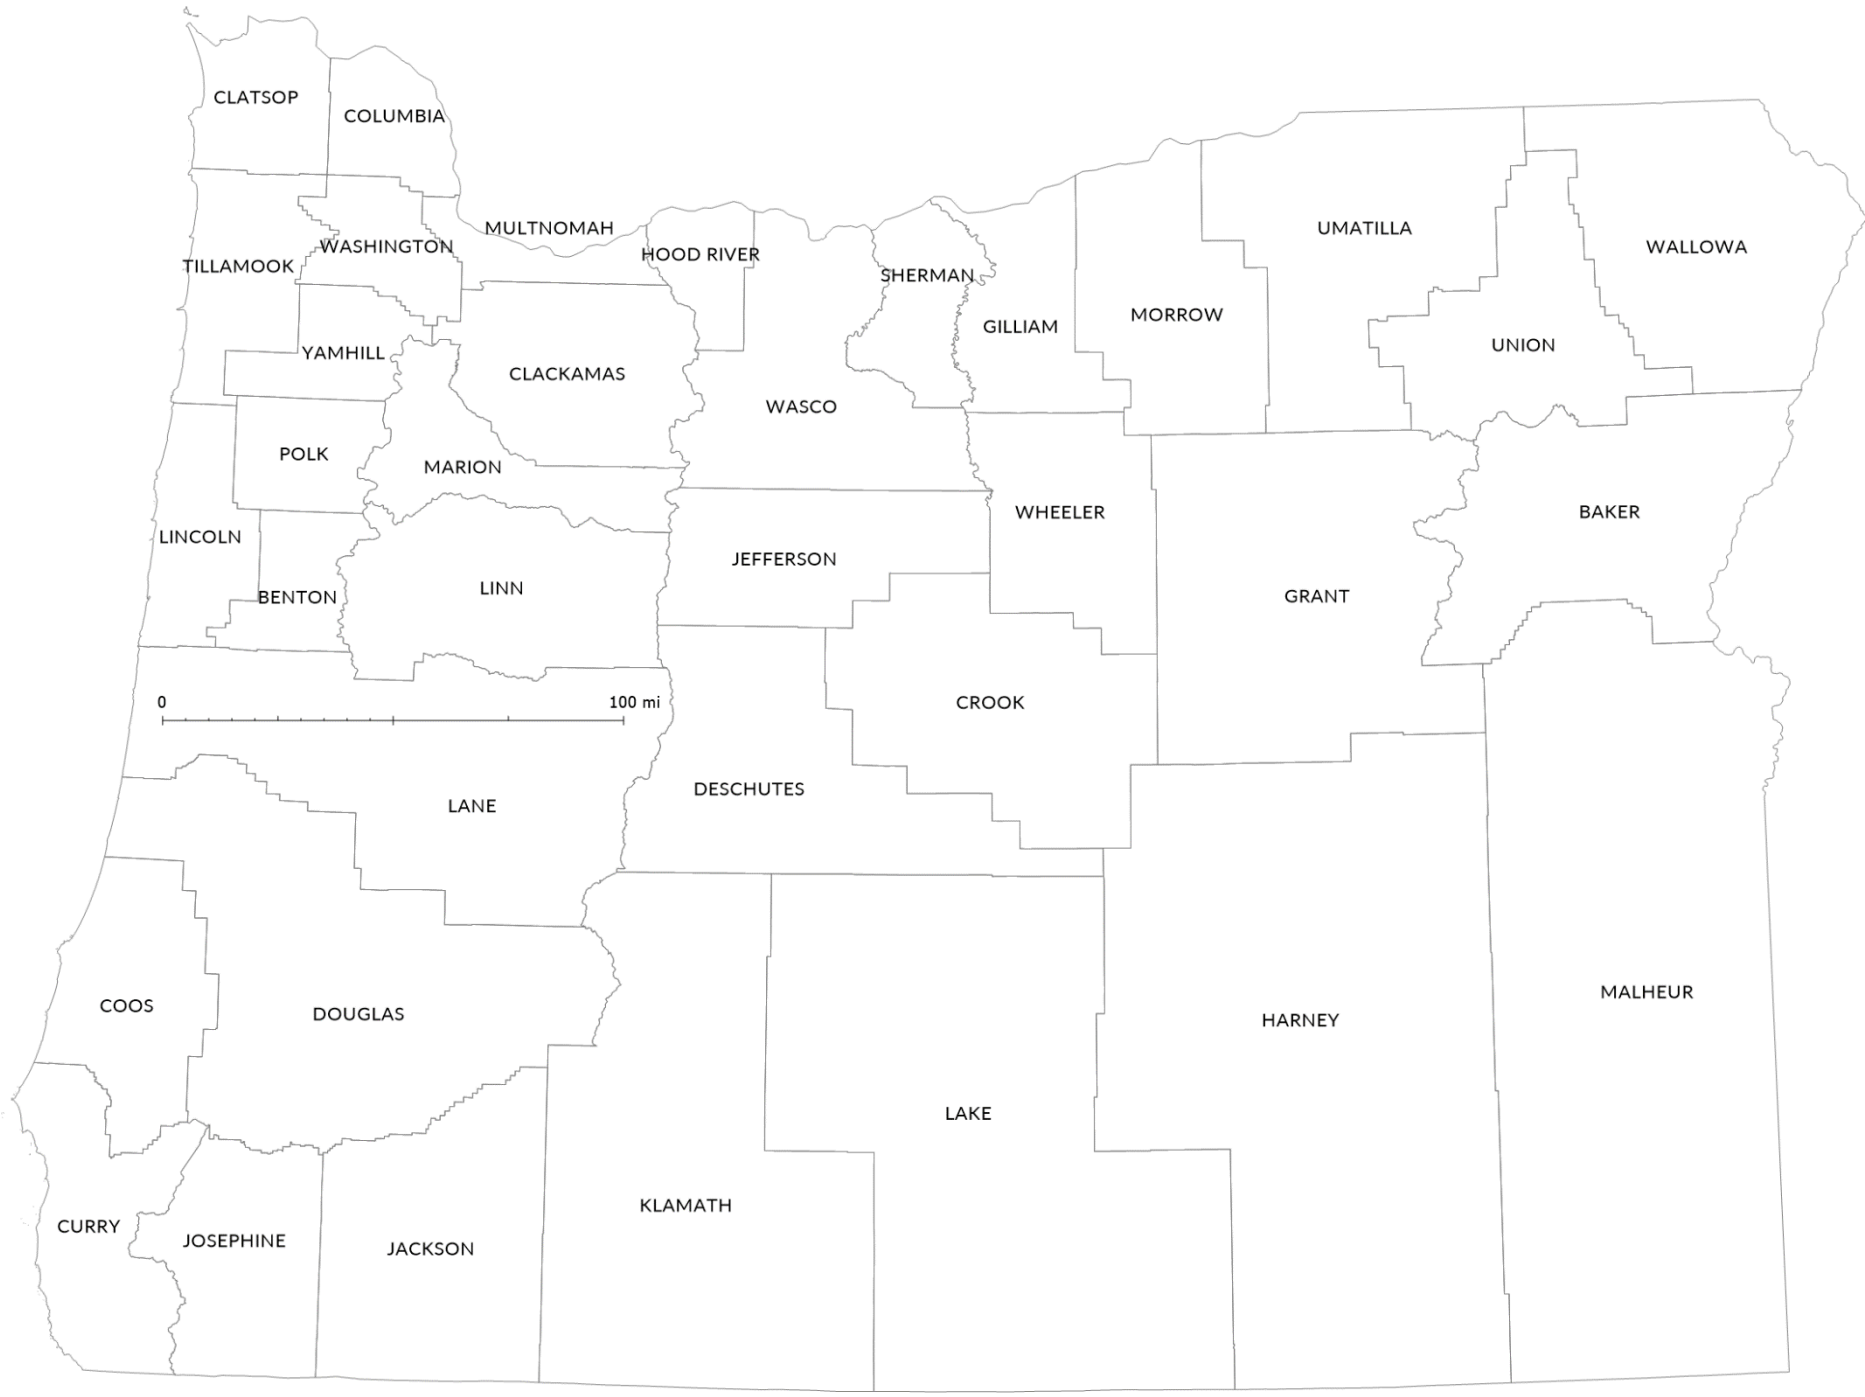 CLATSOP
COLUMBIA
MULTNOMAH
UMATILLA
WASHINGTON
WALLOWA
HOOD RIVER
TILLAMOOK
SHERMAN
MORROW
GILLIAM
UNION
YAMHILL
CLACKAMAS
WASCO
POLK
MARION
WHEELER
BAKER
LINCOLN
JEFFERSON
LINN
GRANT
BENTON
0 100 mi
CROOK
DESCHUTES
LANE
MALHEUR
COOS
DOUGLAS
HARNEY
LAKE
KLAMATH
CURRY
JOSEPHINE
JACKSON